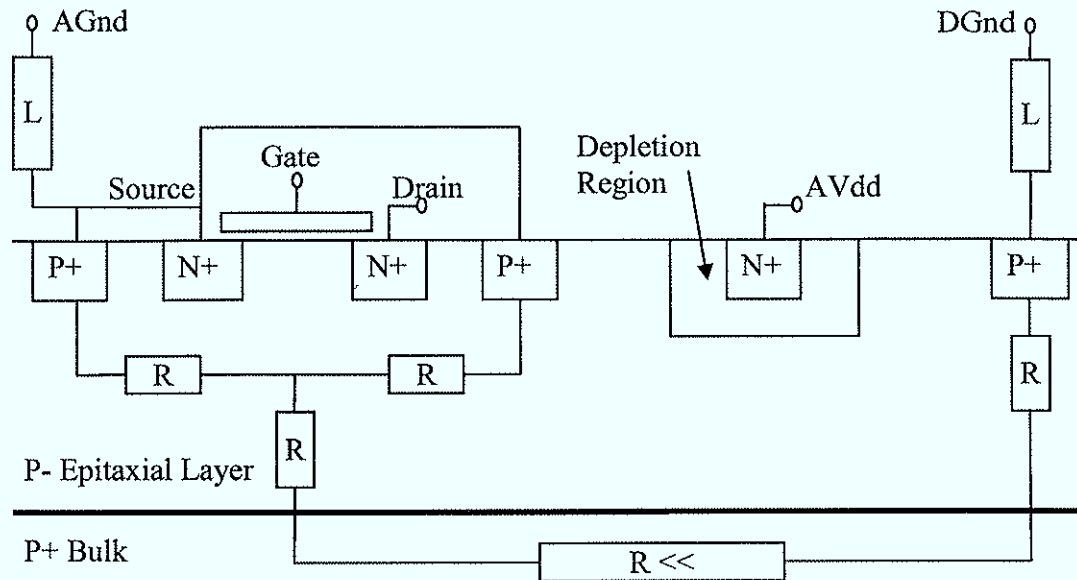 AGnd
DGnd
L
L
Gate
Depletion
Region
Source
Drain
AVdd
P+
N+
N+
P+
N+
P+
R
R
R
R
P- Epitaxial Layer
P+ Bulk
R <<